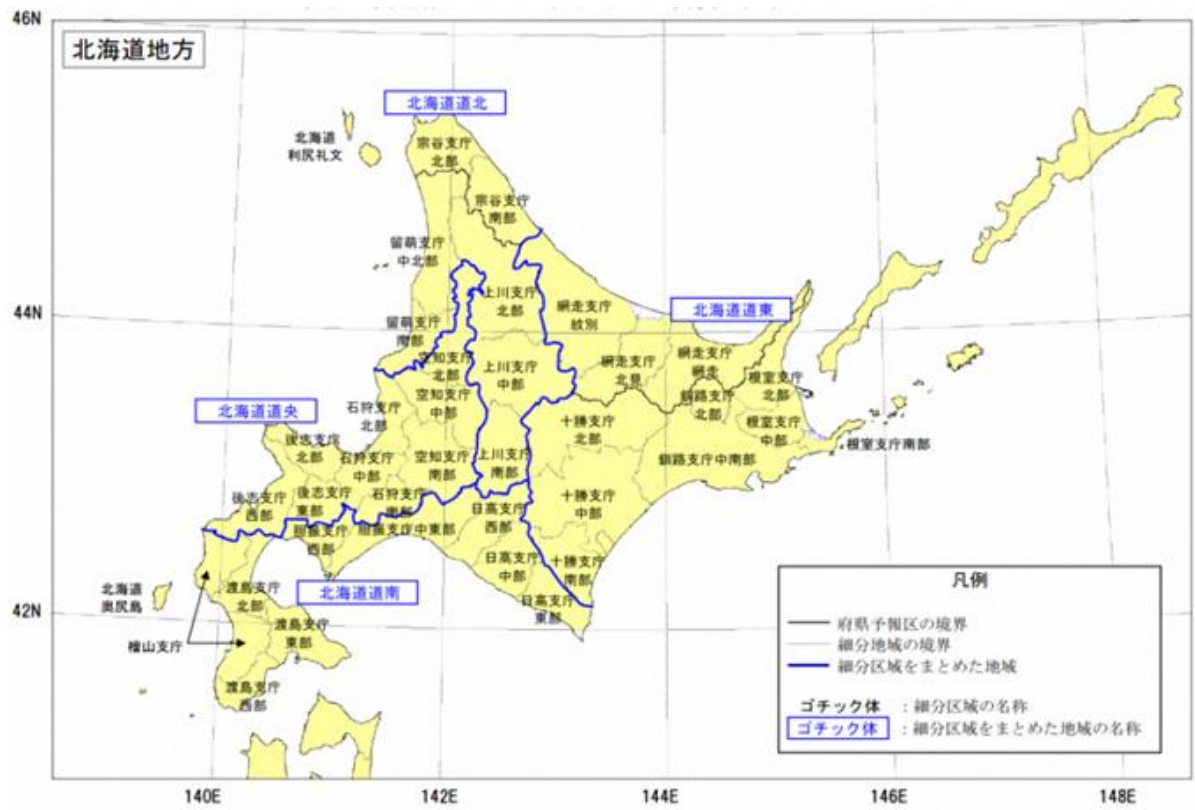 46N
北海道地方
北海道道北
北海道
利尻礼文
宗谷支庁
北部
宗谷支庁
南部
留萌支庁
中北部
上川支庁
北部
網走支庁
紋別
北海道道東
44N
留萌支庁
南部
空知支庁
北部
上川支庁
中部
網走支庁
北見
網走支庁
網走
根室支庁
北部
釧路支庁
北部
空知支庁
中部
石狩支庁
北部
北海道道央
十勝支庁
北部
根室支庁
中部
根室支庁南部
後志支庁
北部
石狩支庁
中部
空知支庁
南部
上川支庁
南部
釧路支庁中南部
後志支庁
西部
後志支庁
東部
石狩支庁
南部
日高支庁
西部
十勝支庁
中部
胆振支庁
西部
胆振支庁中東部
日高支庁
中部
十勝支庁
南部
北海道
奥尻島
渡島支庁
北部
北海道道南
日高支庁
東部
42N
檜山支庁
渡島支庁
東部
渡島支庁
西部
凡例
府県予報区の境界
細分地域の境界
細分区域をまとめた地域
ゴチック体 :細分区域の名称
ゴチック体 :細分区域をまとめた地域の名称
140E
142E
144E
146E
148E